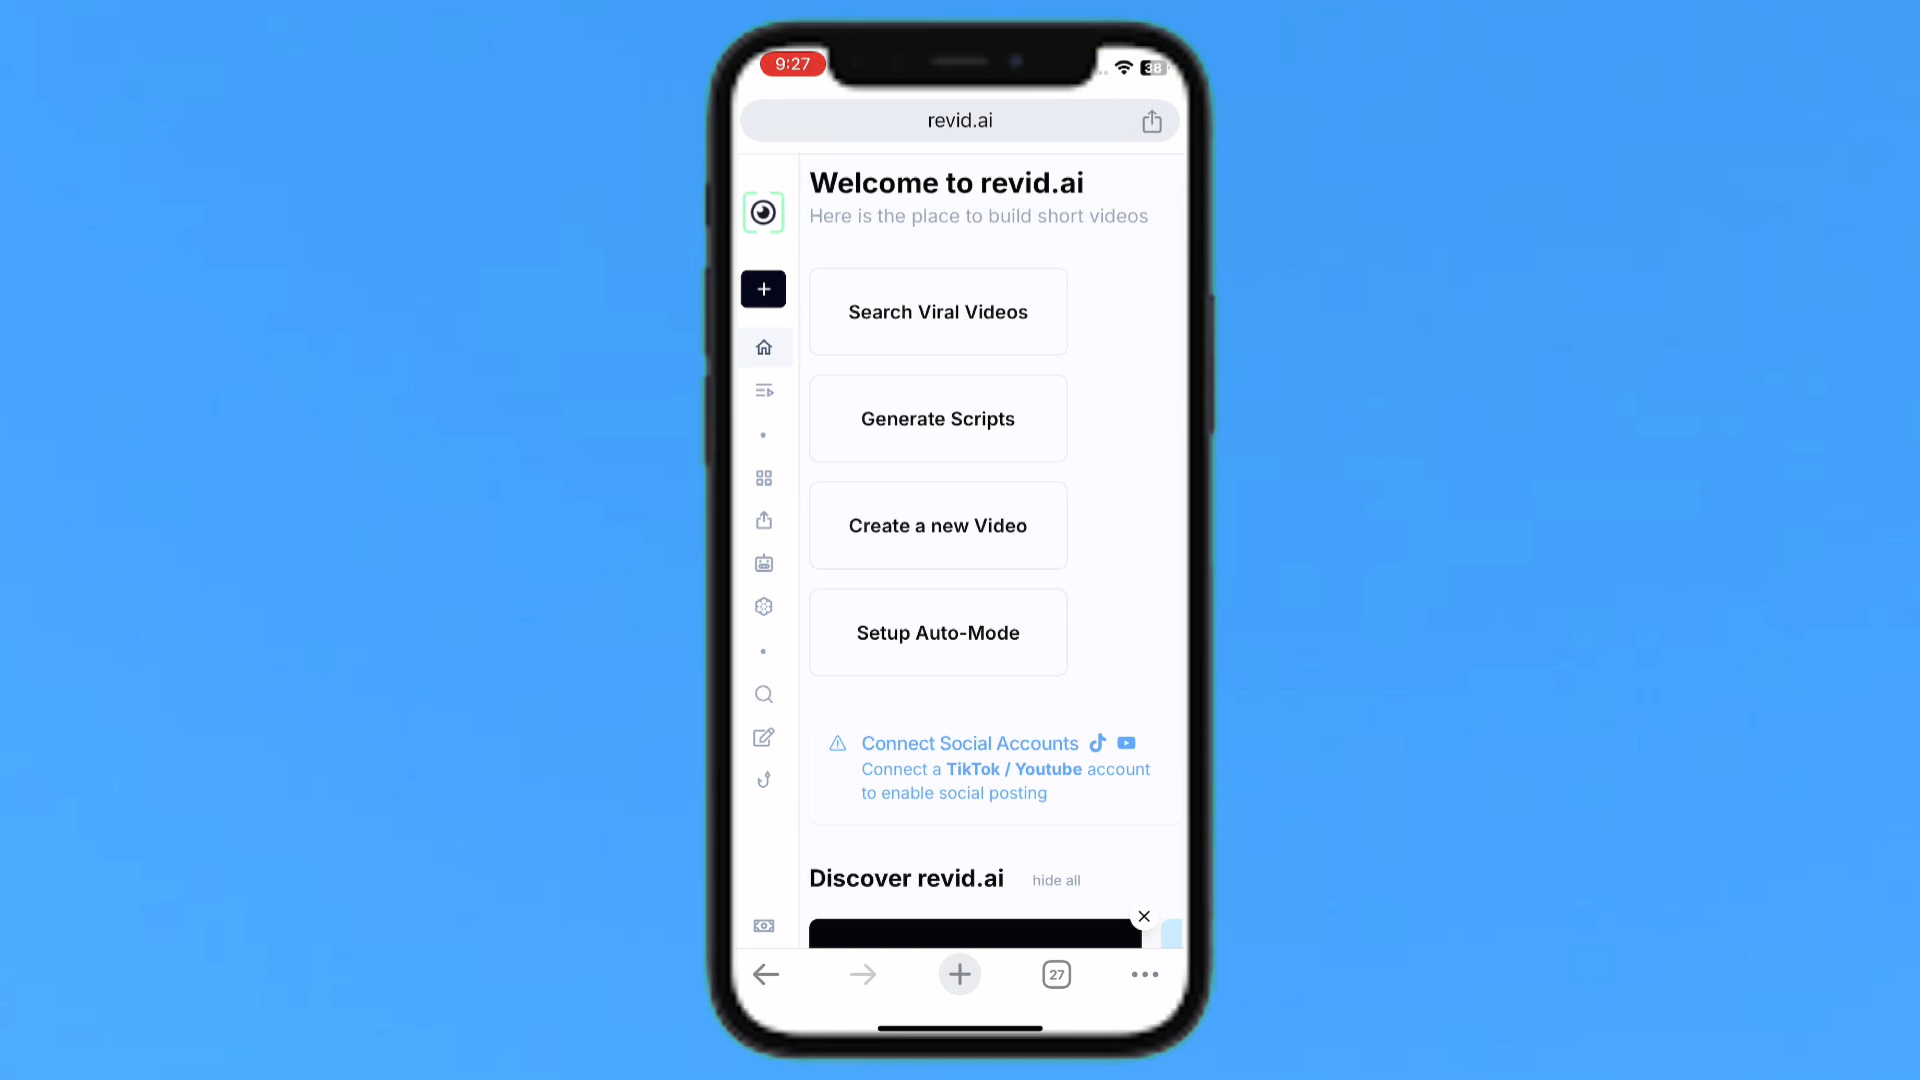 9:27
38
revid.ai
Welcome to revid.ai
Here is the place to build short videos
Search Viral Videos
Generate Scripts
Create a new Video
Setup Auto-Mode
Connect Social Accounts
Connect a TikTok / Youtube account
to enable social posting
Discover revid.ai
hide all
27